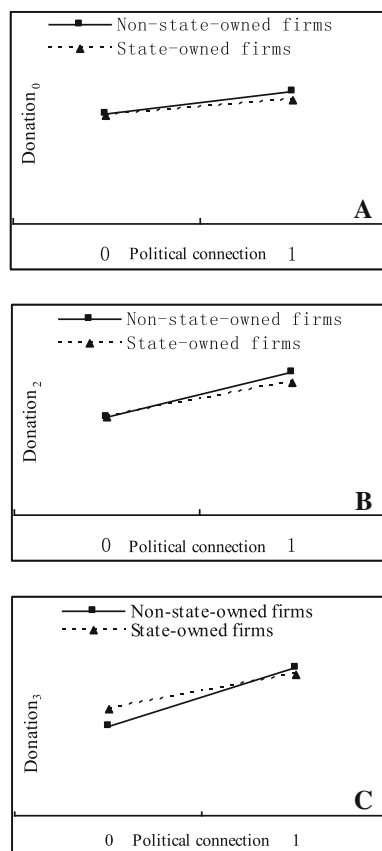 Non-state-owned firms
State-owned firms
Donation0
A
0 Political connection 1
Non-state-owned firms
State-owned firms
Donation2
B
0 Political connection 1
Non-state-owned firms
State-owned firms
Donation3
C
0 Political connection 1